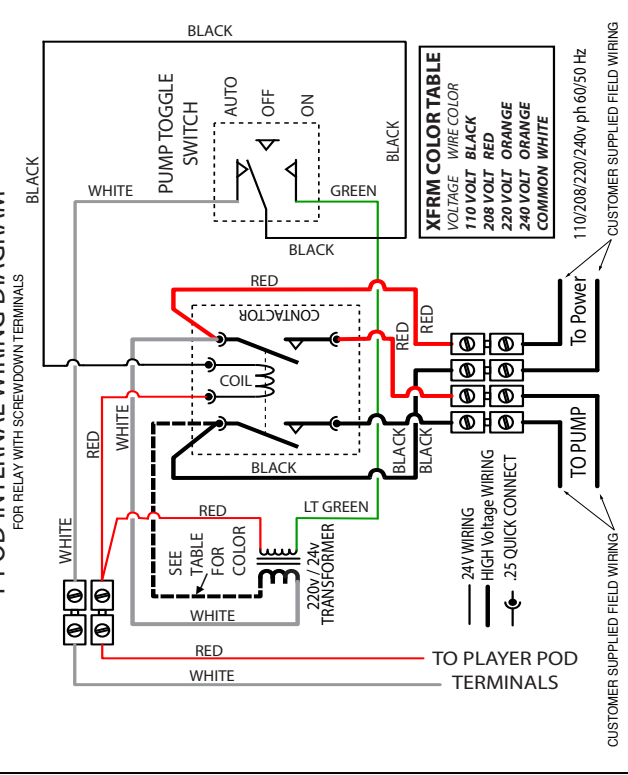 INTERNAL WIRING DIAGRAM
FOR RELAY WITH SCREWDOWN TERMINALS
BLACK
BLACK
WHITE
PUMP TOGGLE
SWITCH
AUTO
OFF
ON
GREEN
BLACK
BLACK
XFRM COLOR TABLE
VOLTAGE WIRE COLOR
110 VOLT BLACK
208 VOLT RED
220 VOLT ORANGE
240 VOLT ORANGE
COMMON WHITE
110/208/220/240v ph 60/50 Hz
CUSTOMER SUPPLIED FIELD WIRING
RED
CONTACTOR
COIL
RED
RED
To Power
WHITE
RED
BLACK
BLACK
BLACK
TO PUMP
WHITE
RED
LT GREEN
SEE
TABLE
FOR
COLOR
220v / 24v
TRANSFORMER
WHITE
24V WIRING
HIGH Voltage WIRING
.25 QUICK CONNECT
RED
WHITE
TO PLAYER POD
TERMINALS
CUSTOMER SUPPLIED FIELD WIRING